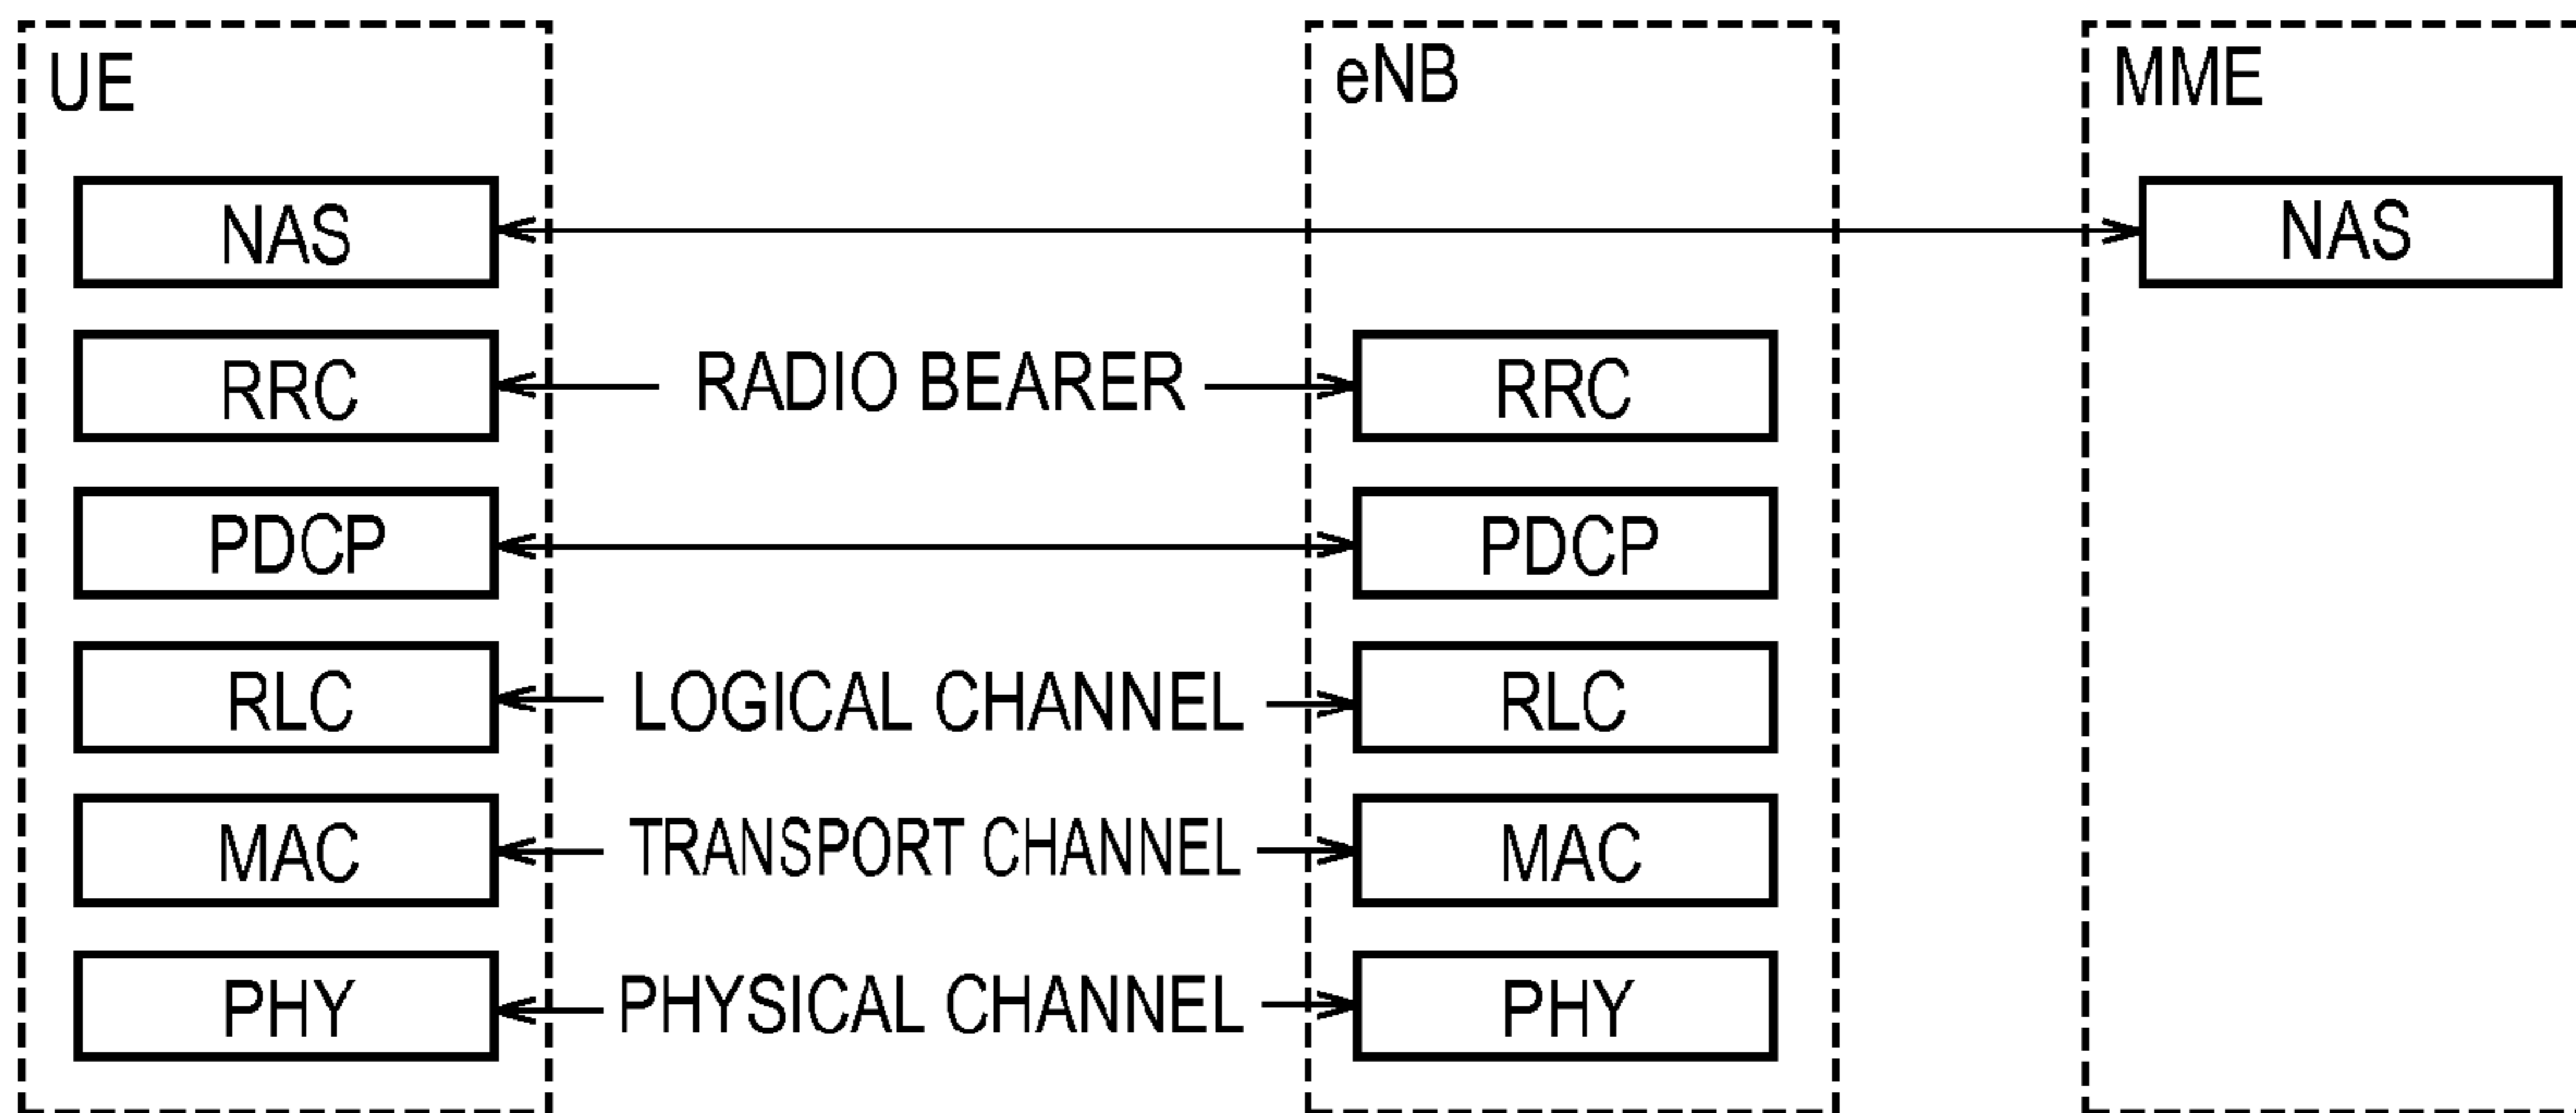 UE
eNB
MME
NAS
NAS
RRC
RADIO BEARER
RRC
PDCP
PDCP
RLC
LOGICAL CHANNEL
RLC
MAC
TRANSPORT CHANNEL
MAC
PHY
PHYSICAL CHANNEL
PHY